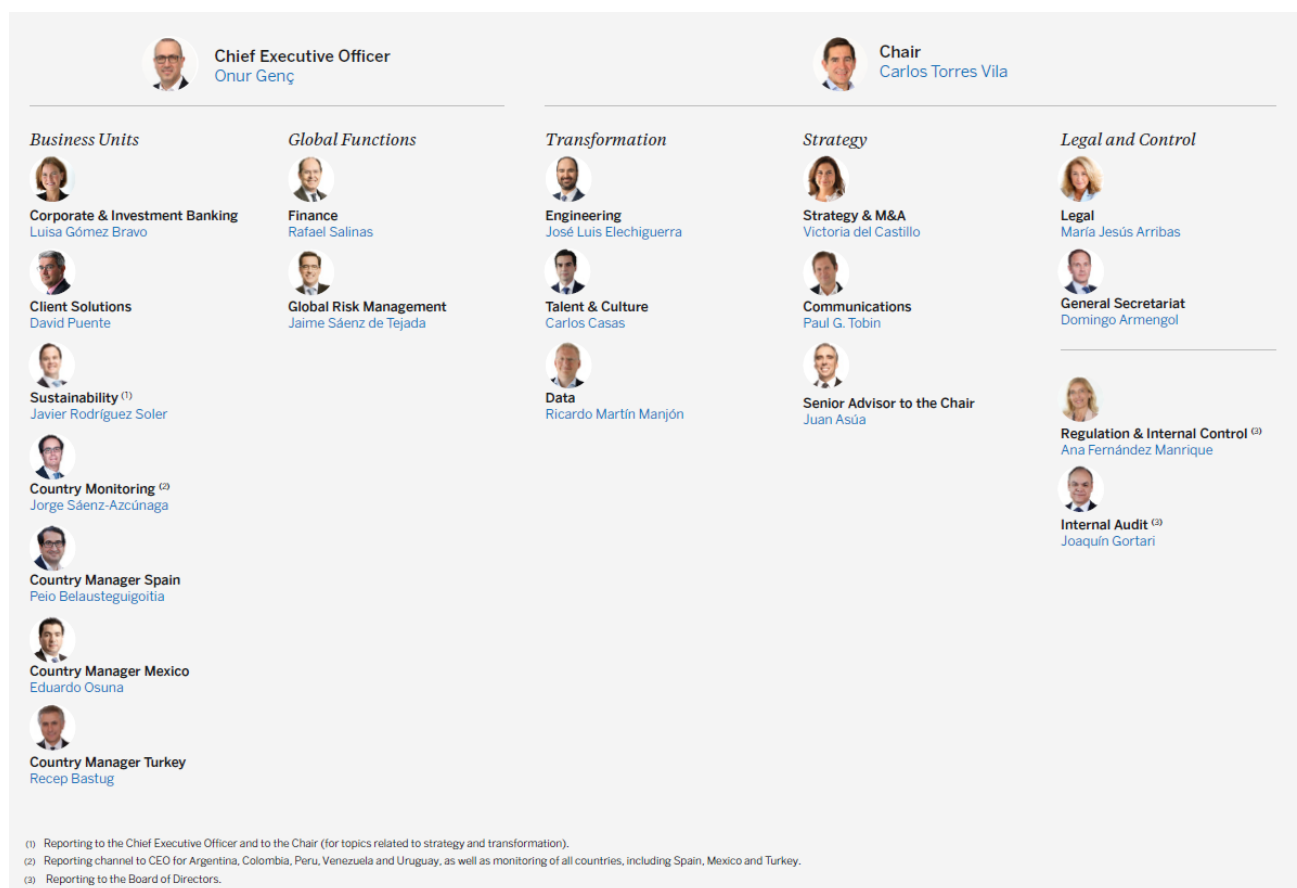 Chief Executive Officer
Onur Genç
Chair
Carlos Torres Vila
Business Units
Corporate & Investment Banking
Luisa Gómez Bravo
Client Solutions
David Puente
Sustainability (1)
Javier Rodríguez Soler
Country Monitoring (2)
Jorge Sáenz-Azcúnaga
Country Manager Spain
Peio Belausteguigoitia
Country Manager Mexico
Eduardo Osuna
Country Manager Turkey
Recep Bastug
Global Functions
Finance
Rafael Salinas
Global Risk Management
Jaime Sáenz de Tejada
Transformation
Engineering
José Luis Elechiguerra
Talent & Culture
Carlos Casas
Data
Ricardo Martín Manjón
Strategy
Strategy & M&A
Victoria del Castillo
Communications
Paul G. Tobin
Senior Advisor to the Chair
Juan Asúa
Legal and Control
Legal
María Jesús Arribas
General Secretariat
Domingo Armengol
Regulation & Internal Control (3)
Ana Fernández Manrique
Internal Audit (3)
Joaquín Gortari
(1) Reporting to the Chief Executive Officer and to the Chair (for topics related to strategy and transformation).
(2) Reporting channel to CEO for Argentina, Colombia, Peru, Venezuela and Uruguay, as well as monitoring of all countries, including Spain, Mexico and Turkey.
(3) Reporting to the Board of Directors.